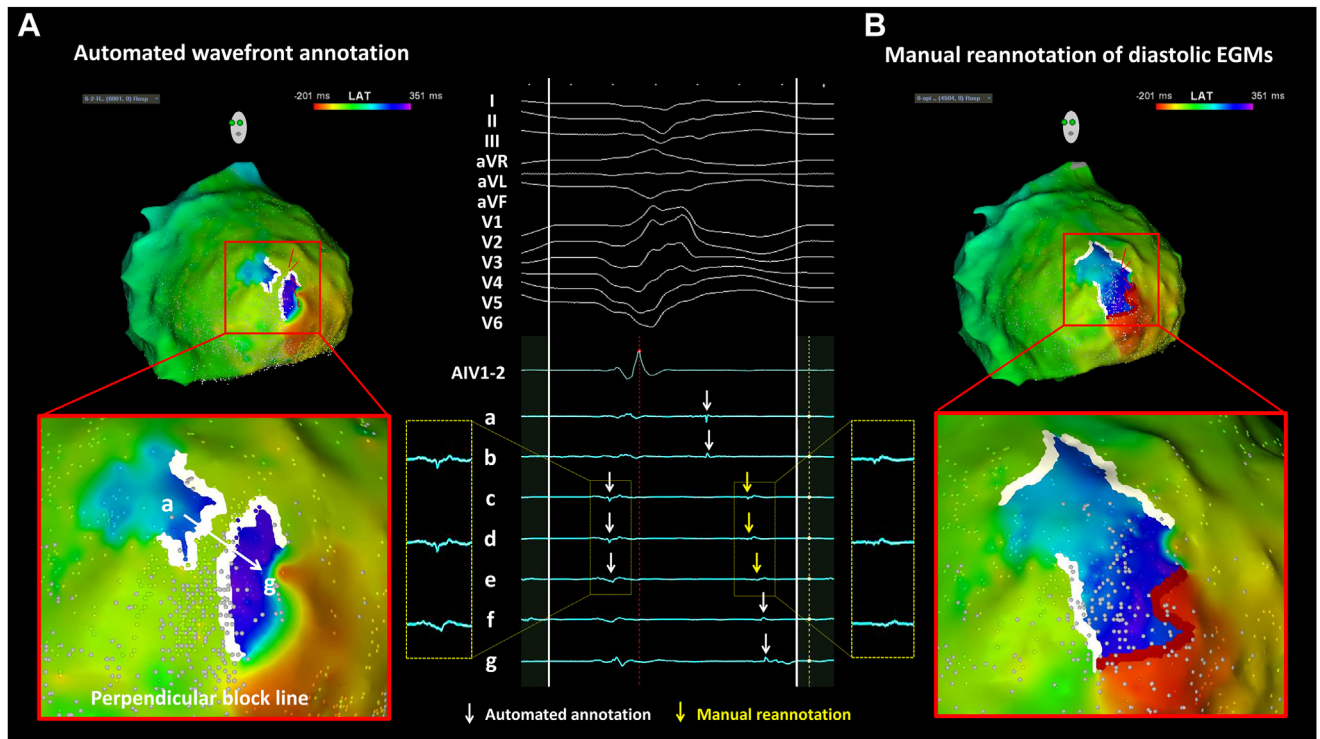 A
B
Automated wavefront annotation
Manual reannotation of diastolic EGMs
-201 ms LAT 351 ms
-201 ms LAT 351 ms
I
II
III
aVR
aVL
aVF
V1
V2
V3
V4
V5
V6
AIV1-2
a
b
c
d
e
f
g
a
g
Perpendicular block line
Automated annotation
Manual reannotation